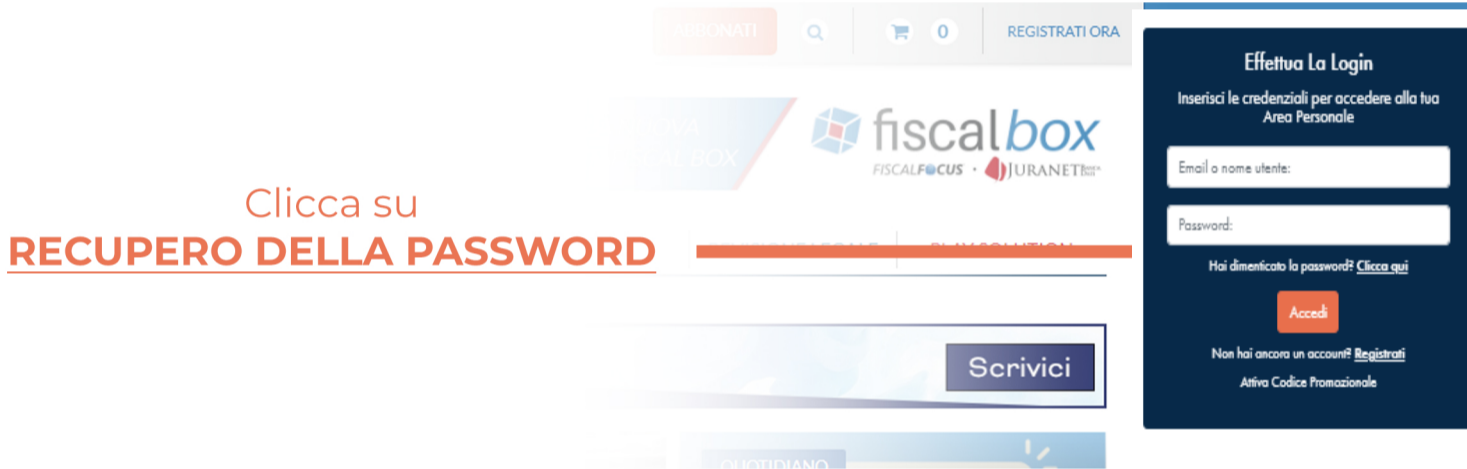 ABBONATI
0
REGISTRATI ORA
fiscalbox
FISCALFOCUS · JURANET
Clicca su
RECUPERO DELLA PASSWORD
Scrivici
QUOTIDIANO
Effettua La Login
Inserisci le credenziali per accedere alla tua
Area Personale
Email o nome utente:
Password:
Hai dimenticato la password? Clicca qui
Accedi
Non hai ancora un account? Registrati
Attiva Codice Promozionale